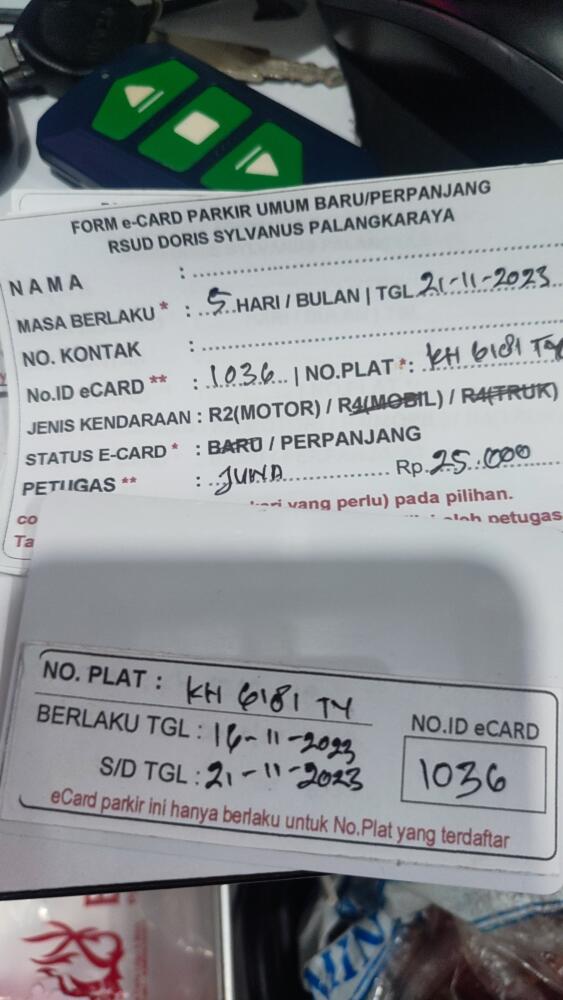 FORM e-CARD PARKIR UMUM BARU/PERPANJANG
RSUD DORIS SYLVANUS PALANGKARAYA
NAMA :
MASA BERLAKU * : 5 HARI / BULAN | TGL 21-11-2023
NO. KONTAK :
No.ID eCARD ** : 1036 | NO.PLAT *: KH 6181 TY
JENIS KENDARAAN : R2(MOTOR) / R4(MOBIL) / R4(TRUK)
STATUS E-CARD * : BARU / PERPANJANG
PETUGAS ** : JUND Rp. 25.000
yang perlu) pada pilihan.
oleh petugas
NO. PLAT : KH 6181 TY
BERLAKU TGL : 16-11-2023
S/D TGL : 21-11-2023
NO.ID eCARD
1036
eCard parkir ini hanya berlaku untuk No.Plat yang terdaftar